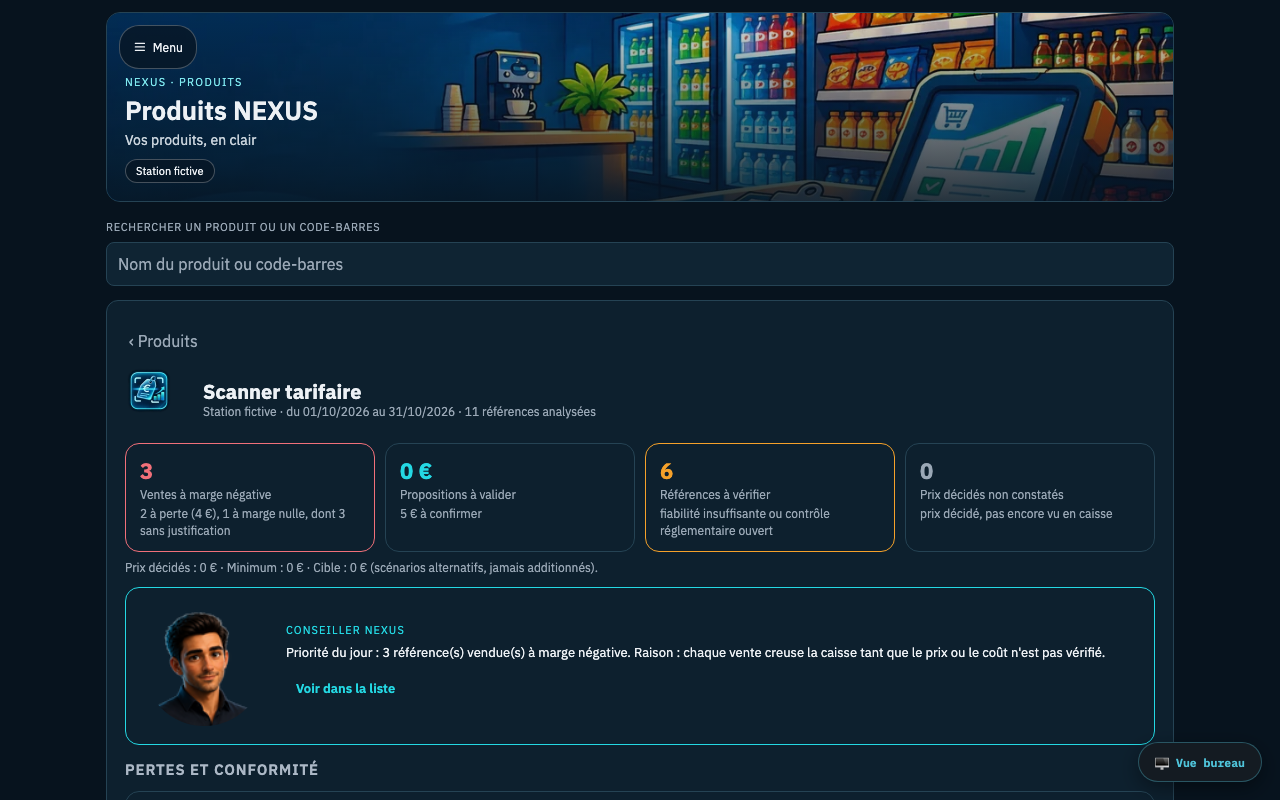 Menu
NEXUS · PRODUITS
Produits NEXUS
Vos produits, en clair
Station fictive
RECHERCHER UN PRODUIT OU UN CODE-BARRES
Nom du produit ou code-barres
‹ Produits
Scanner tarifaire
Station fictive · du 01/10/2026 au 31/10/2026 · 11 références analysées
3
Ventes à marge négative
2 à perte (4 €), 1 à marge nulle, dont 3
sans justification
0 €
Propositions à valider
5 € à confirmer
6
Références à vérifier
fiabilité insuffisante ou contrôle
réglementaire ouvert
0
Prix décidés non constatés
prix décidé, pas encore vu en caisse
Prix décidés : 0 € · Minimum : 0 € · Cible : 0 € (scénarios alternatifs, jamais additionnés).
CONSEILLER NEXUS
Priorité du jour : 3 référence(s) vendue(s) à marge négative. Raison : chaque vente creuse la caisse tant que le prix ou le coût n'est pas vérifié.
Voir dans la liste
Vue bureau
PERTES ET CONFORMITÉ